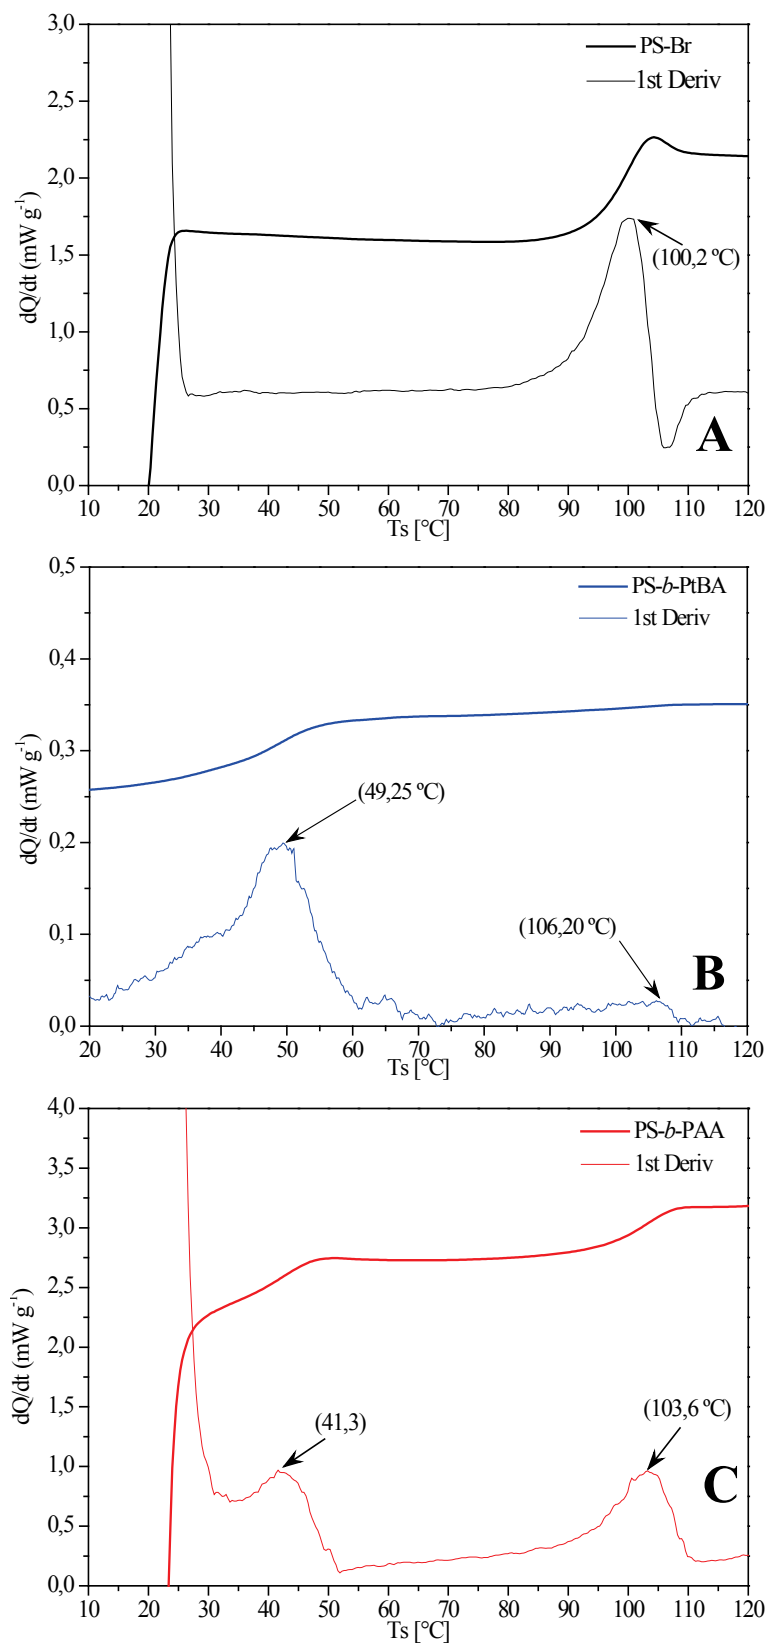 3,0
2,5
2,0
1,5
1,0
0,5
0,0
dQ/dt (mW g-1)
PS-Br
1st Deriv
(100,2 ºC)
A
10 20 30 40 50 60 70 80 90 100 110 120
Ts [°C]
0,5
0,4
0,3
0,2
0,1
0,0
dQ/dt (mW g-1)
PS-b-PtBA
1st Deriv
(49,25 ºC)
(106,20 ºC)
B
20 30 40 50 60 70 80 90 100 110 120
Ts [°C]
4,0
3,5
3,0
2,5
2,0
1,5
1,0
0,5
0,0
dQ/dt (mW g-1)
PS-b-PAA
1st Deriv
(41,3)
(103,6 ºC)
C
10 20 30 40 50 60 70 80 90 100 110 120
Ts [°C]